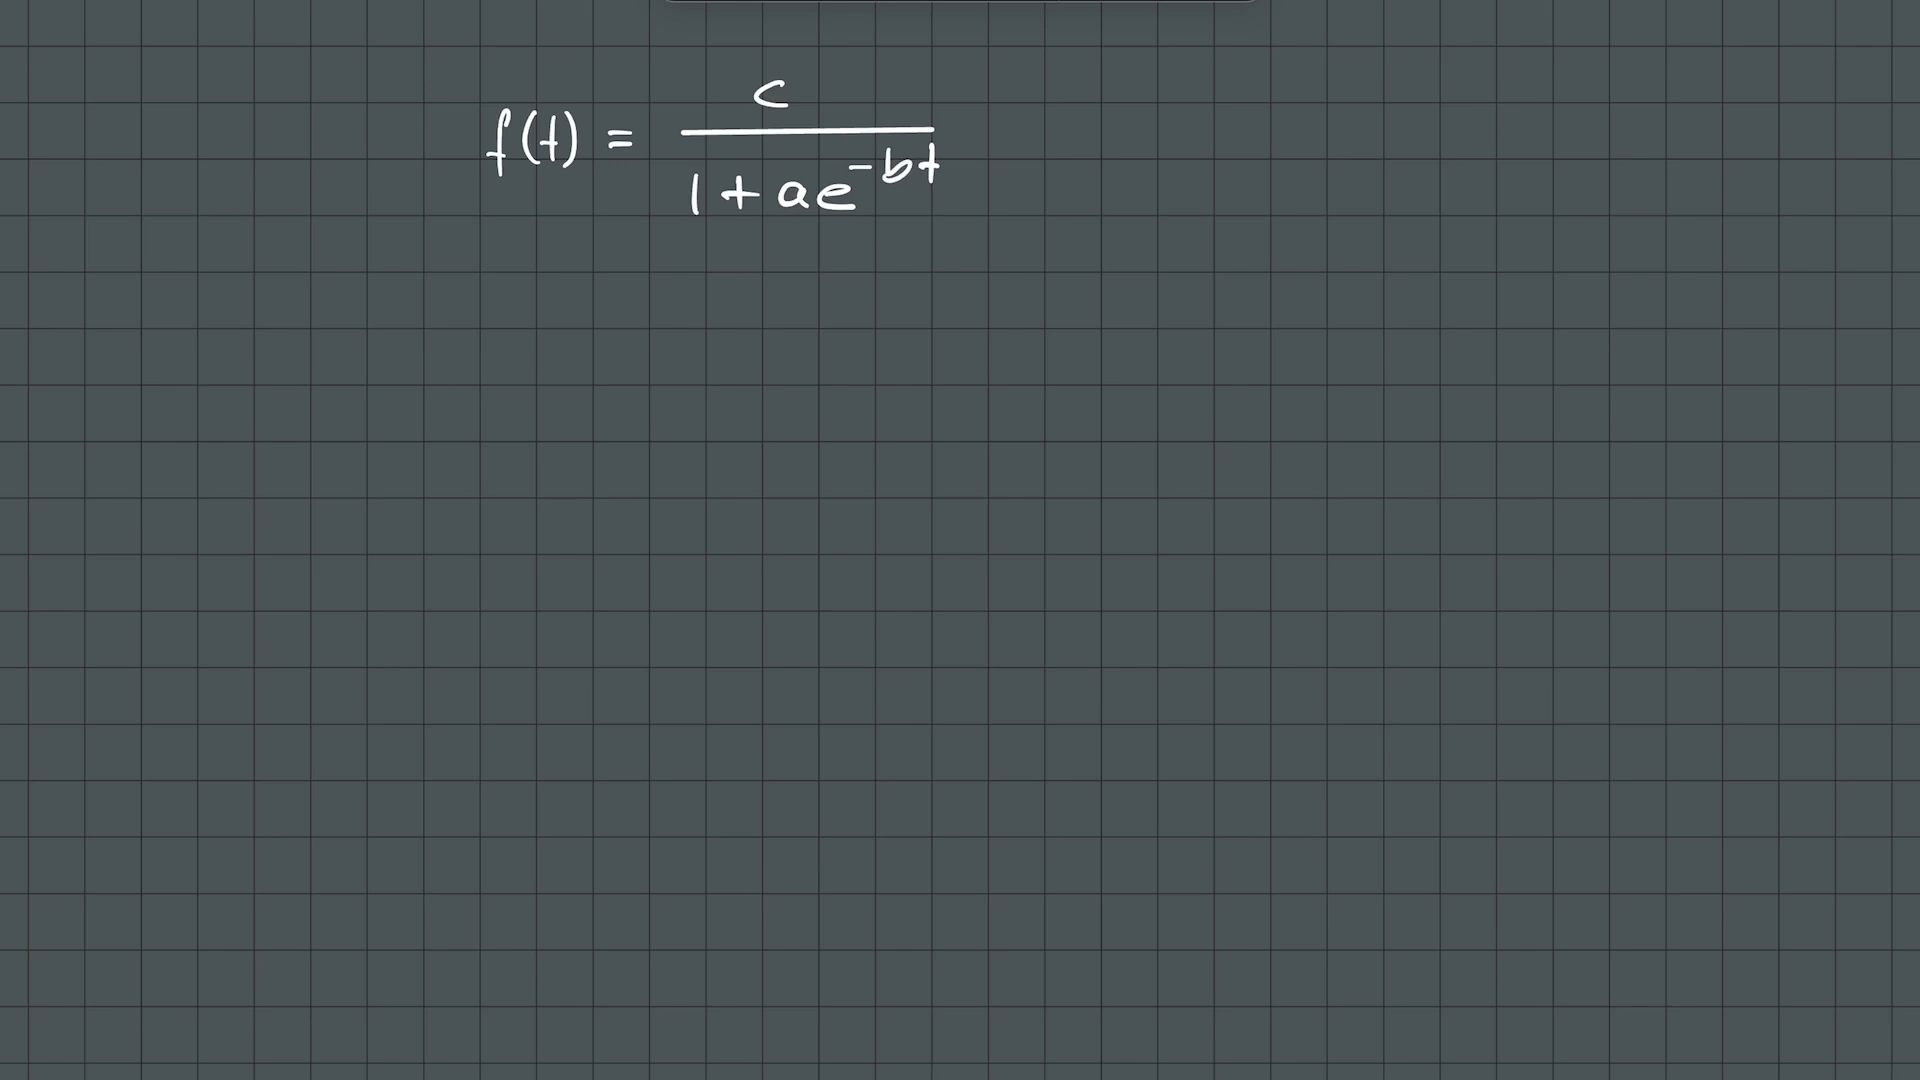 f(t) = c / (1 + ae^{-bt})